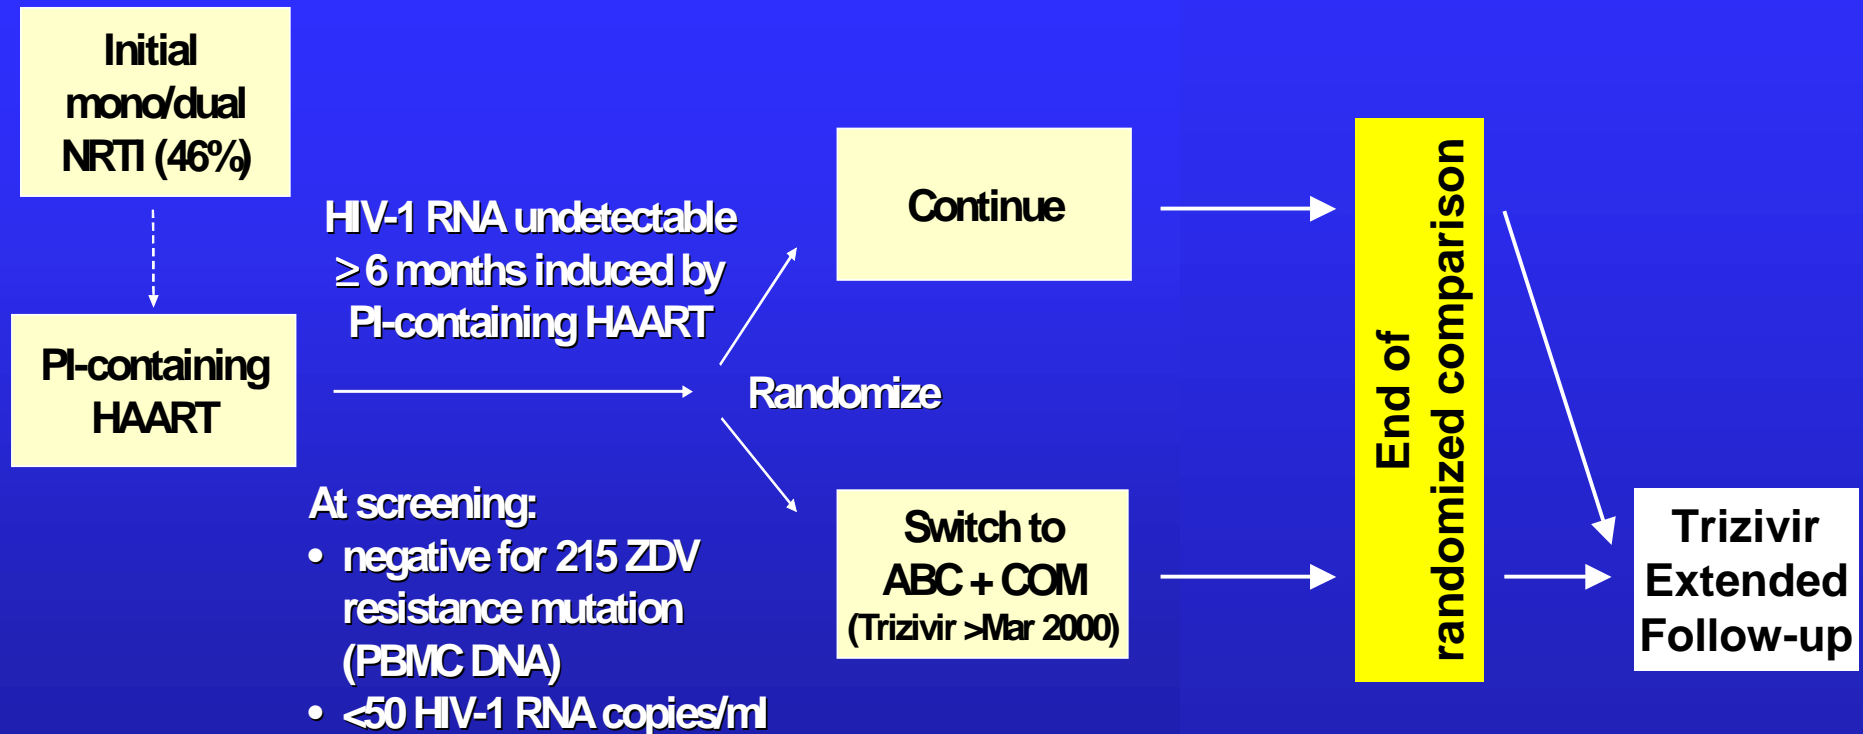 Initial
mono/dual
NRTI (46%)
PI-containing
HAART
HIV-1 RNA undetectable
≥ 6 months induced by
PI-containing HAART
Randomize
At screening:
• negative for 215 ZDV
resistance mutation
(PBMC DNA)
• <50 HIV-1 RNA copies/ml
Continue
Switch to
ABC + COM
(Trizivir >Mar 2000)
End of
randomized comparison
Trizivir
Extended
Follow-up